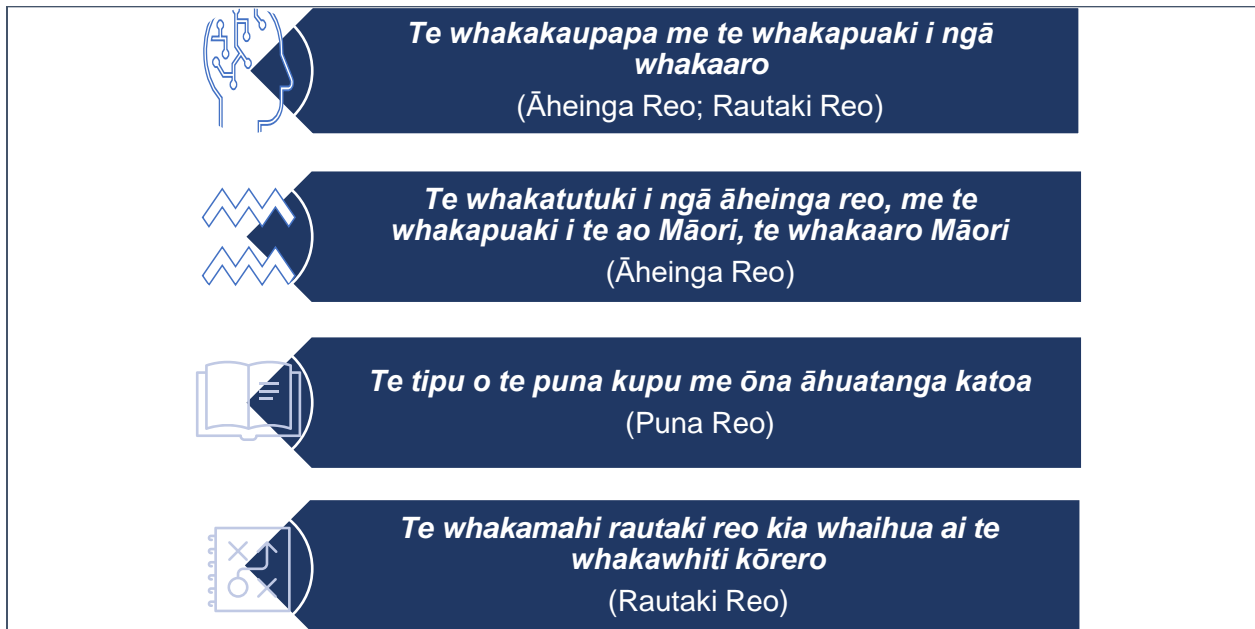 Te whakakaupapa me te whakapuaki i ngā
whakaaro
(Āheinga Reo; Rautaki Reo)
Te whakatutuki i ngā āheinga reo, me te
whakapuaki i te ao Māori, te whakaaro Māori
(Āheinga Reo)
Te tipu o te puna kupu me ōna āhuatanga katoa
(Puna Reo)
Te whakamahi rautaki reo kia whaihua ai te
whakawhiti kōrero
(Rautaki Reo)